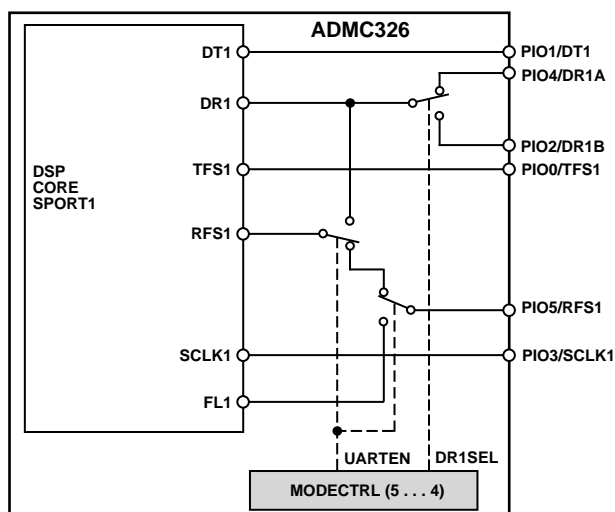 ADMC326
DT1
PIO1/DT1
PIO4/DR1A
DR1
PIO2/DR1B
DSP
CORE
SPORT1
TFS1
PIO0/TFS1
RFS1
PIO5/RFS1
SCLK1
PIO3/SCLK1
FL1
UARTEN
DR1SEL
MODECTRL (5 . . . 4)